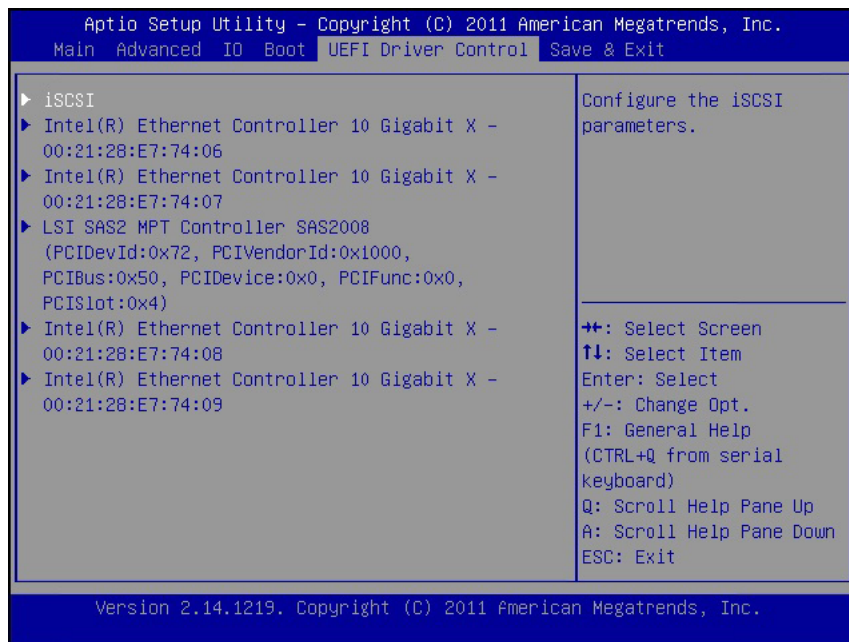 Aptio Setup Utility – Copyright (C) 2011 American Megatrends, Inc.
Main Advanced IO Boot UEFI Driver Control Save & Exit
▶ iSCSI
▶ Intel(R) Ethernet Controller 10 Gigabit X –
00:21:28:E7:74:06
▶ Intel(R) Ethernet Controller 10 Gigabit X –
00:21:28:E7:74:07
▶ LSI SAS2 MPT Controller SAS2008
(PCIDevId:0x72, PCIVendorId:0x1000,
PCIBus:0x50, PCIDevice:0x0, PCIFunc:0x0,
PCISlot:0x4)
▶ Intel(R) Ethernet Controller 10 Gigabit X –
00:21:28:E7:74:08
▶ Intel(R) Ethernet Controller 10 Gigabit X –
00:21:28:E7:74:09
Configure the iSCSI
parameters.
→←: Select Screen
↑↓: Select Item
Enter: Select
+/-: Change Opt.
F1: General Help
(CTRL+Q from serial
keyboard)
Q: Scroll Help Pane Up
A: Scroll Help Pane Down
ESC: Exit
Version 2.14.1219. Copyright (C) 2011 American Megatrends, Inc.